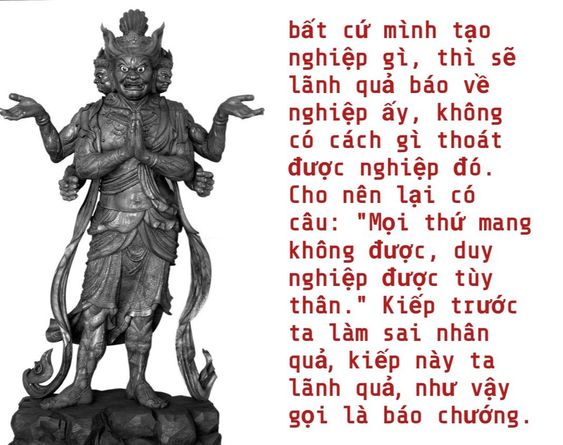 bất cứ mình tạo
nghiệp gì, thì sẽ
lãnh quả báo về
nghiệp ấy, không
có cách gì thoát
được nghiệp đó.
Cho nên lại có
câu: "Mọi thứ mang
không được, duy
nghiệp được tùy
thân." Kiếp trước
ta làm sai nhân
quả, kiếp này ta
lãnh quả, như vậy
gọi là báo chướng.